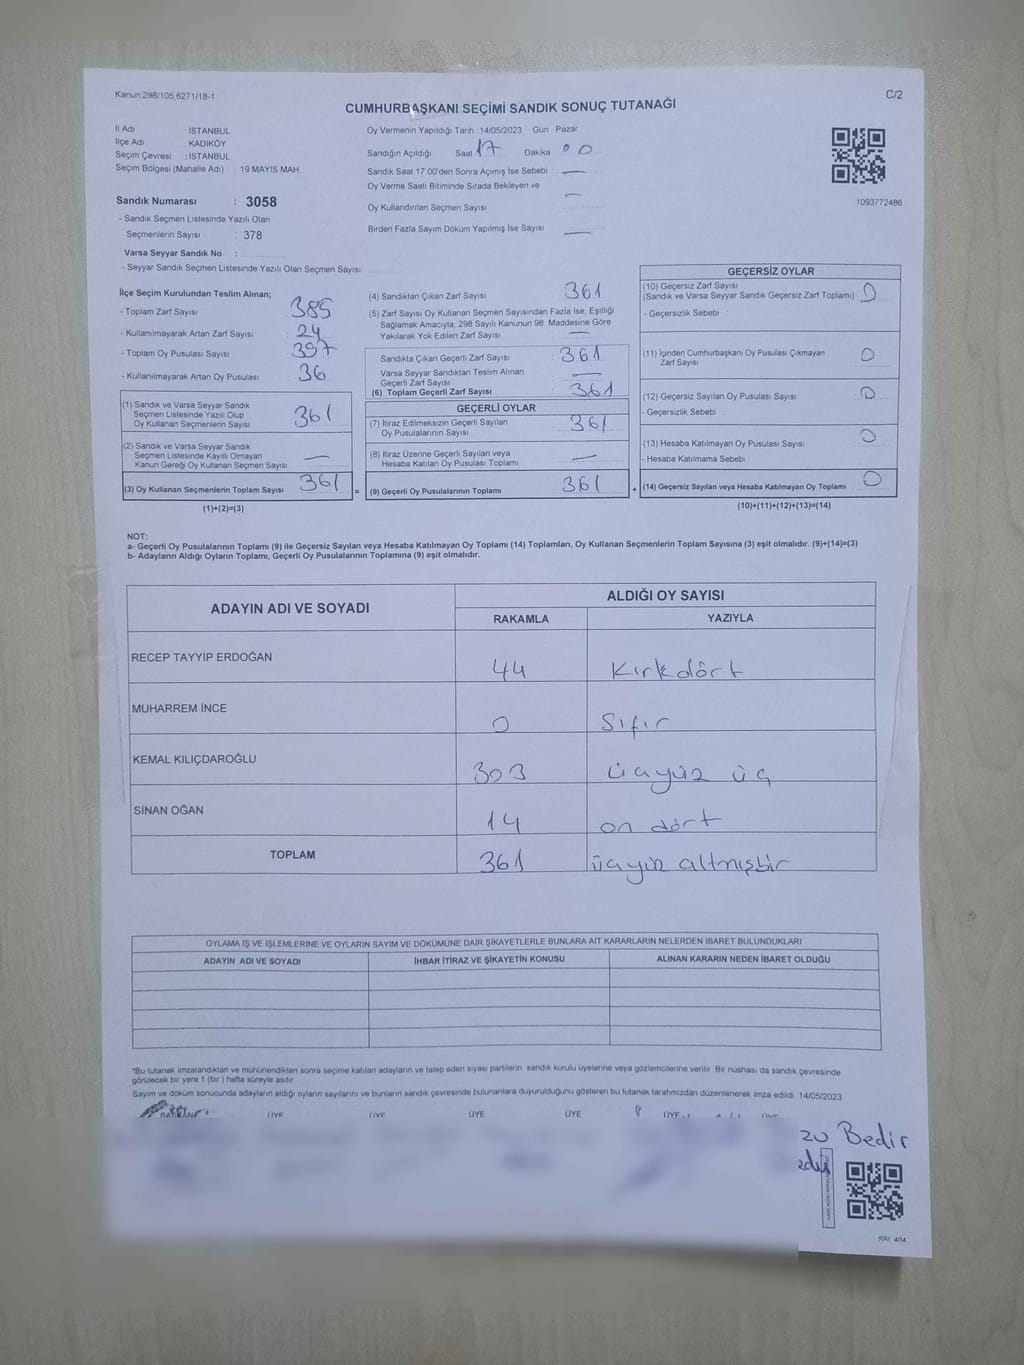 Kanun:298/105,6271/18-1
C/2
CUMHURBAŞKANI SEÇİMİ SANDIK SONUÇ TUTANAĞI
İl Adı İSTANBUL
İlçe Adı KADIKÖY
Seçim Çevresi : İSTANBUL
Seçim Bölgesi (Mahalle Adı) 19 MAYIS MAH.
Sandık Numarası : 3058
- Sandık Seçmen Listesinde Yazılı Olan
Seçmenlerin Sayısı : 378
Varsa Seyyar Sandık No :
- Seyyar Sandık Seçmen Listesinde Yazılı Olan Seçmen Sayısı
Oy Vermenin Yapıldığı Tarih : 14/05/2023 Gün : Pazar
Sandığın Açıldığı Saat 17 Dakika 00
Sandık Saat 17.00'den Sonra Açımış İse Sebebi —
Oy Verme Saati Bitiminde Sırada Bekleyen ve
Oy Kullandırılan Seçmen Sayısı —
Birden Fazla Sayım Döküm Yapılmış İse Sayısı —
1093772486
İlçe Seçim Kurulundan Teslim Alınan;
- Toplam Zarf Sayısı 385
- Kullanılmayarak Artan Zarf Sayısı 24
- Toplam Oy Pusulası Sayısı 397
- Kullanılmayarak Artan Oy Pusulası 36
(1) Sandık ve Varsa Seyyar Sandık
Seçmen Listesinde Yazılı Olup
Oy Kullanan Seçmenlerin Sayısı 361
(2) Sandık ve Varsa Seyyar Sandık
Seçmen Listesinde Kayıtlı Olmayan
Kanun Gereği Oy Kullanan Seçmen Sayısı —
(3) Oy Kullanan Seçmenlerin Toplam Sayısı 361 =
(1)+(2)=(3)
(4) Sandıktan Çıkan Zarf Sayısı 361
(5) Zarf Sayısı Oy Kullanan Seçmen Sayısından Fazla İse, Eşitliği
Sağlamak Amacıyla, 298 Sayılı Kanunun 98. Maddesine Göre
Yakılarak Yok Edilen Zarf Sayısı —
Sandıkta Çıkan Geçerli Zarf Sayısı 361
Varsa Seyyar Sandıktan Teslim Alınan
Geçerli Zarf Sayısı —
(6) Toplam Geçerli Zarf Sayısı 361
GEÇERLİ OYLAR
(7) İtiraz Edilmeksizin Geçerli Sayılan
Oy Pusulalarının Sayısı 361
(8) İtiraz Üzerine Geçerli Sayılan veya
Hesaba Katılan Oy Pusulası Toplamı —
(9) Geçerli Oy Pusulalarının Toplamı 361 +
GEÇERSİZ OYLAR
(10) Geçersiz Zarf Sayısı
(Sandık ve Varsa Seyyar Sandık Geçersiz Zarf Toplamı) 0
- Geçersizlik Sebebi :
(11) İçinden Cumhurbaşkanı Oy Pusulası Çıkmayan
Zarf Sayısı 0
(12) Geçersiz Sayılan Oy Pusulası Sayısı 0
- Geçersizlik Sebebi :
(13) Hesaba Katılmayan Oy Pusulası Sayısı 0
- Hesaba Katılmama Sebebi :
(14) Geçersiz Sayılan veya Hesaba Katılmayan Oy Toplamı 0
(10)+(11)+(12)+(13)=(14)
NOT:
a- Geçerli Oy Pusulalarının Toplamı (9) ile Geçersiz Sayılan veya Hesaba Katılmayan Oy Toplamı (14) Toplamları, Oy Kullanan Seçmenlerin Toplam Sayısına (3) eşit olmalıdır. (9)+(14)=(3)
b- Adayların Aldığı Oyların Toplamı, Geçerli Oy Pusulalarının Toplamına (9) eşit olmalıdır.
ADAYIN ADI VE SOYADI ALDIĞI OY SAYISI
RAKAMLA YAZIYLA
RECEP TAYYİP ERDOĞAN 44 Kırkdört
MUHARREM İNCE 0 Sıfır
KEMAL KILIÇDAROĞLU 303 üçyüz üç
SİNAN OĞAN 14 on dört
TOPLAM 361 üçyüz altmışbir
OYLAMA İŞ VE İŞLEMLERİNE VE OYLARIN SAYIM VE DÖKÜMÜNE DAİR ŞİKAYETLERLE BUNLARA AİT KARARLARIN NELERDEN İBARET BULUNDUKLARI
ADAYIN ADI VE SOYADI İHBAR İTİRAZ VE ŞİKAYETİN KONUSU ALINAN KARARIN NEDEN İBARET OLDUĞU
*Bu tutanak imzalandıktan ve mühürlendikten sonra seçime katılan adayların ve talep eden siyasi partilerin sandık kurulu üyelerine veya gözlemcilerine verilir. Bir nüshası da sandık çevresinde
görülecek bir yere 1 (bir) hafta süreyle asılır.
Sayım ve döküm sonucunda adayların aldığı oyların sayılarını ve bunların sandık çevresinde bulunanlara duyurulduğunu gösteren bu tutanak tarafımızdan düzenlenerek imza edildi. 14/05/2023
BAŞKAN ÜYE ÜYE ÜYE ÜYE ÜYE ÜYE
zu Bedir